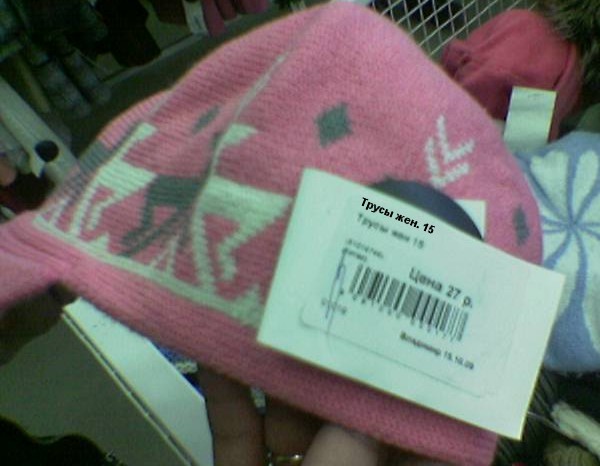 Трусы жен. 15
Трусы жен 15
Цена 27 р.
Владимир 15.10.09